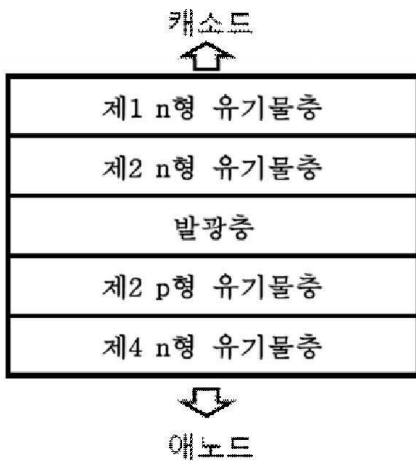 캐소드
제1 n형 유기물층
제2 n형 유기물층
발광층
제2 p형 유기물층
제4 n형 유기물층
애노드